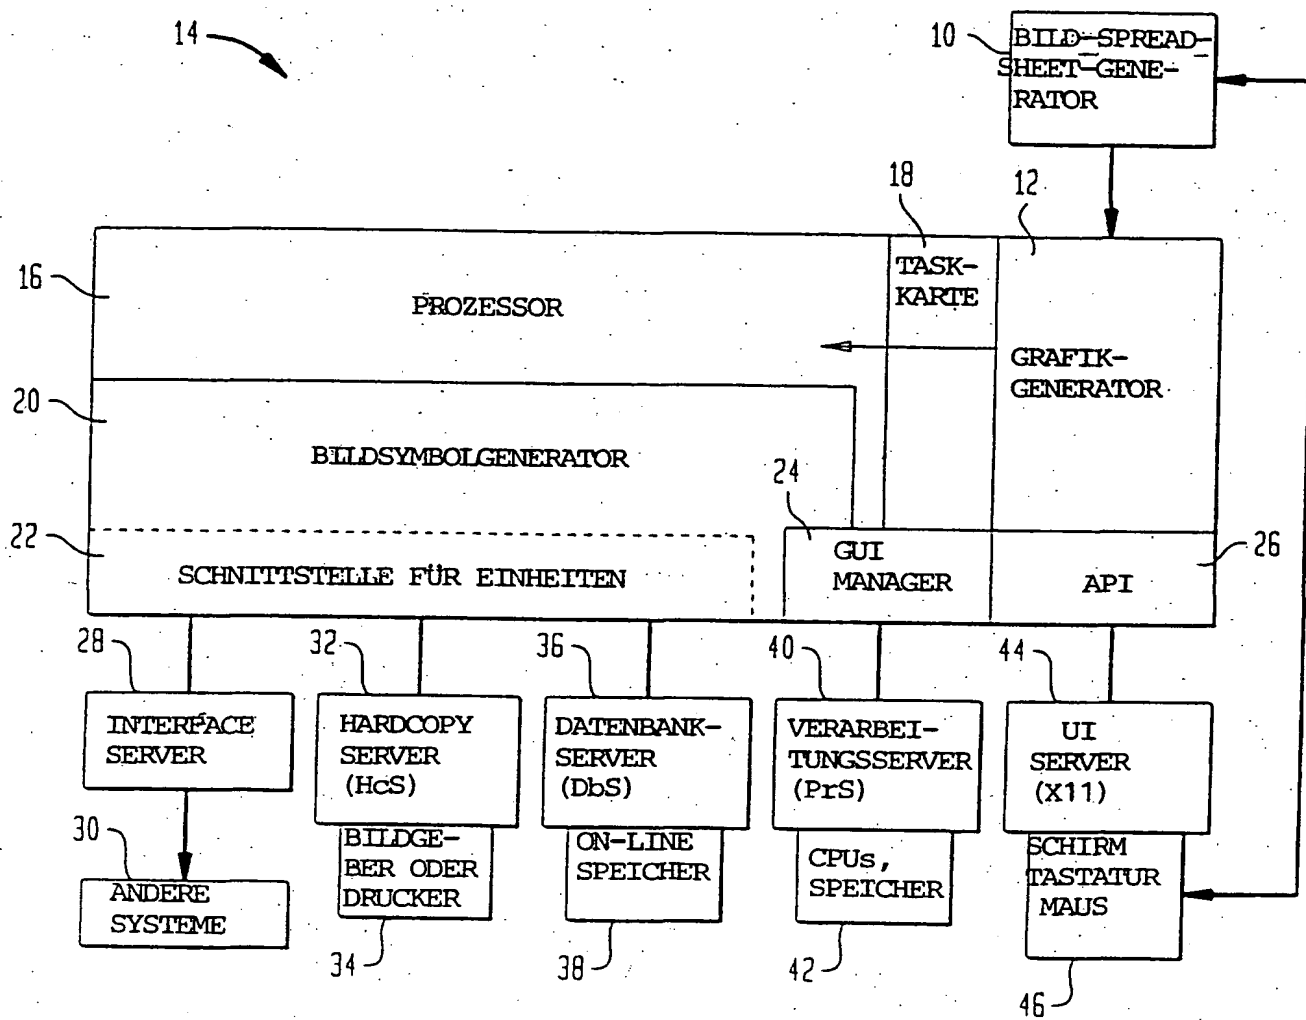 14
10
BILD-SPREAD-
SHEET-GENE-
RATOR
18
12
16
PROZESSOR
TASK-
KARTE
GRAFIK-
GENERATOR
20
BILDSYMBOLGENERATOR
24
22
SCHNITTSTELLE FÜR EINHEITEN
GUI
MANAGER
API
26
28
INTERFACE
SERVER
32
HARDCOPY
SERVER
(HcS)
36
DATENBANK-
SERVER
(DbS)
40
VERARBEI-
TUNGSSERVER
(PrS)
44
UI
SERVER
(X11)
30
ANDERE
SYSTEME
BILDGE-
BER ODER
DRUCKER
34
ON-LINE
SPEICHER
38
CPUs,
SPEICHER
42
SCHIRM
TASTATUR
MAUS
46